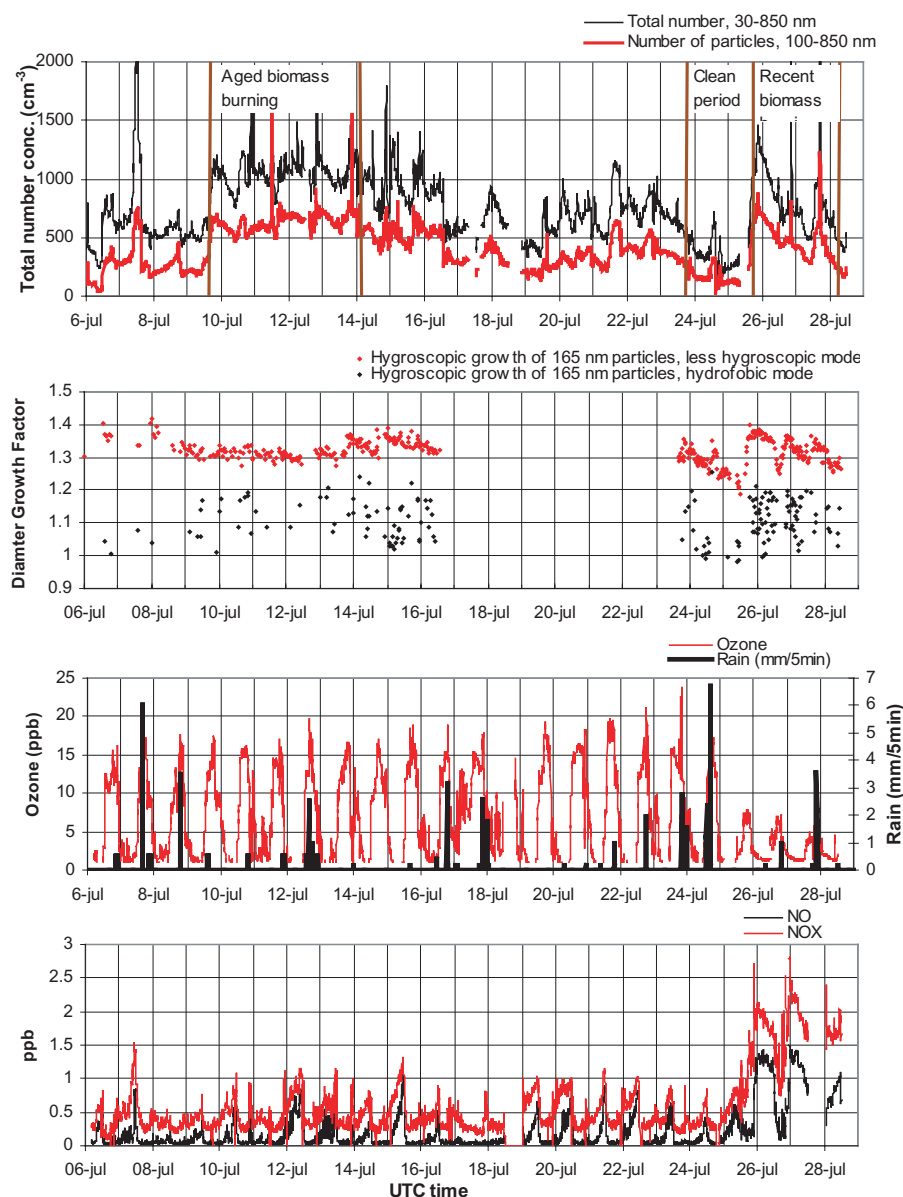 Total number, 30-850 nm
Number of particles, 100-850 nm
Total number conc. (cm-3)
2000
1500
1000
500
0
Aged biomass
burning
Clean
period
Recent
biomass
6-jul 8-jul 10-jul 12-jul 14-jul 16-jul 18-jul 20-jul 22-jul 24-jul 26-jul 28-jul
Hygroscopic growth of 165 nm particles, less hygroscopic mode
Hygroscopic growth of 165 nm particles, hydrofobic mode
Diamter Growth Factor
1.5
1.4
1.3
1.2
1.1
1
0.9
06-jul 08-jul 10-jul 12-jul 14-jul 16-jul 18-jul 20-jul 22-jul 24-jul 26-jul 28-jul
Ozone
Rain (mm/5min)
Ozone (ppb)
25
20
15
10
5
0
7
6
5
4
3
2
1
0
Rain (mm/5min)
6-jul 8-jul 10-jul 12-jul 14-jul 16-jul 18-jul 20-jul 22-jul 24-jul 26-jul 28-jul
NO
NOX
ppb
3
2.5
2
1.5
1
0.5
0
06-jul 08-jul 10-jul 12-jul 14-jul 16-jul 18-jul 20-jul 22-jul 24-jul 26-jul 28-jul
UTC time